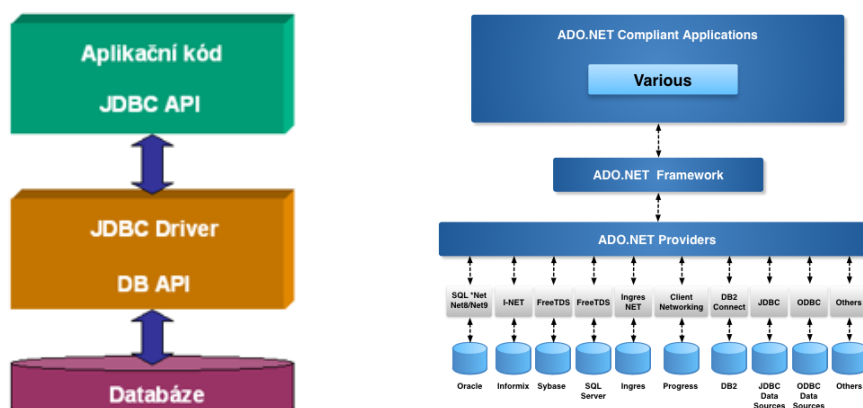 Aplikační kód
JDBC API
JDBC Driver
DB API
Databáze
ADO.NET Compliant Applications
Various
ADO.NET Framework
ADO.NET Providers
SQL *Net
Net8/Net9
I-NET
FreeTDS
FreeTDS
Ingres
NET
Client
Networking
DB2
Connect
JDBC
ODBC
Others
Oracle
Informix
Sybase
SQL
Server
Ingres
Progress
DB2
JDBC
Data
Sources
ODBC
Data
Sources
Others